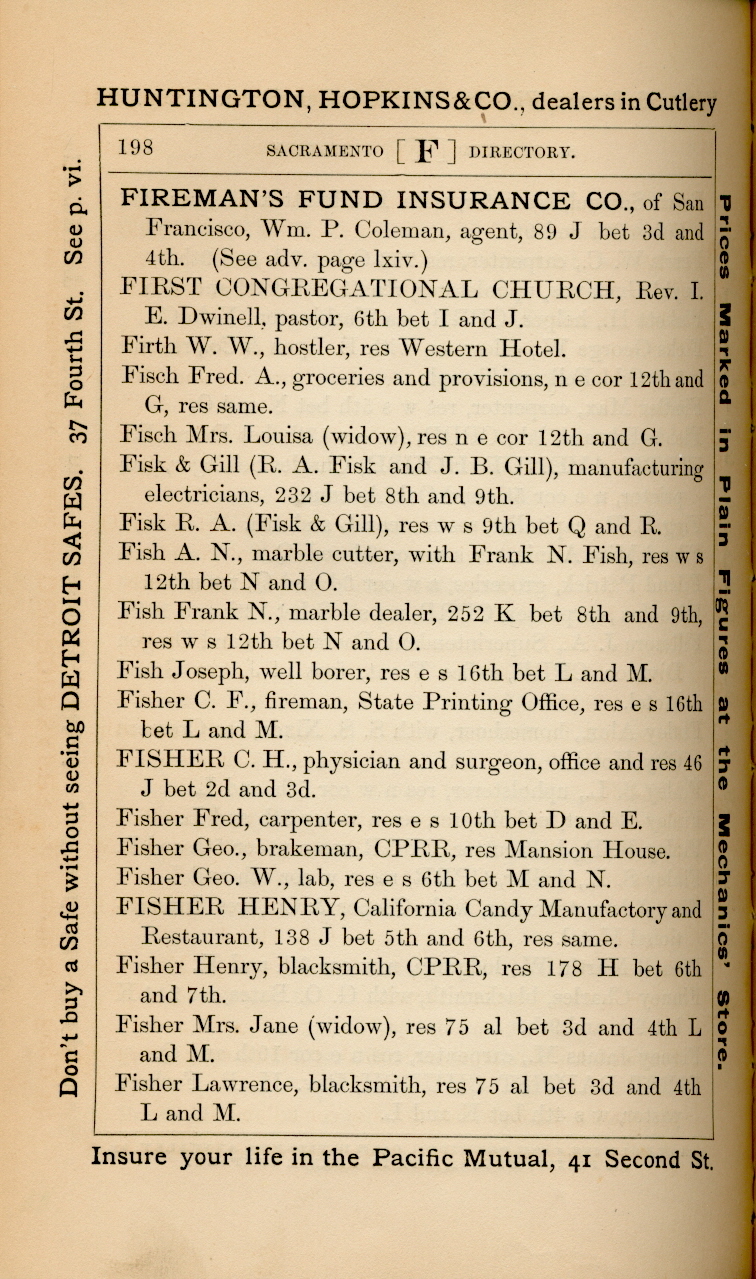 HUNTINGTON, HOPKINS & CO., dealers in Cutlery
198 SACRAMENTO [ F ] DIRECTORY.
FIREMAN'S FUND INSURANCE CO., of San
Francisco, Wm. P. Coleman, agent, 89 J bet 3d and
4th. (See adv. page lxiv.)
FIRST CONGREGATIONAL CHURCH, Rev. I.
E. Dwinell, pastor, 6th bet I and J.
Firth W. W., hostler, res Western Hotel.
Fisch Fred. A., groceries and provisions, n e cor 12th and
G, res same.
Fisch Mrs. Louisa (widow), res n e cor 12th and G.
Fisk & Gill (R. A. Fisk and J. B. Gill), manufacturing
electricians, 232 J bet 8th and 9th.
Fisk R. A. (Fisk & Gill), res w s 9th bet Q and R.
Fish A. N., marble cutter, with Frank N. Fish, res w s
12th bet N and O.
Fish Frank N., marble dealer, 252 K bet 8th and 9th,
res w s 12th bet N and O.
Fish Joseph, well borer, res e s 16th bet L and M.
Fisher C. F., fireman, State Printing Office, res e s 16th
bet L and M.
FISHER C. H., physician and surgeon, office and res 46
J bet 2d and 3d.
Fisher Fred, carpenter, res e s 10th bet D and E.
Fisher Geo., brakeman, CPRR, res Mansion House.
Fisher Geo. W., lab, res e s 6th bet M and N.
FISHER HENRY, California Candy Manufactory and
Restaurant, 138 J bet 5th and 6th, res same.
Fisher Henry, blacksmith, CPRR, res 178 H bet 6th
and 7th.
Fisher Mrs. Jane (widow), res 75 al bet 3d and 4th L
and M.
Fisher Lawrence, blacksmith, res 75 al bet 3d and 4th
L and M.
Insure your life in the Pacific Mutual, 41 Second St.
Don't buy a Safe without seeing DETROIT SAFES. 37 Fourth St. See p. vi.
Prices Marked in Plain Figures at the Mechanics' Store.